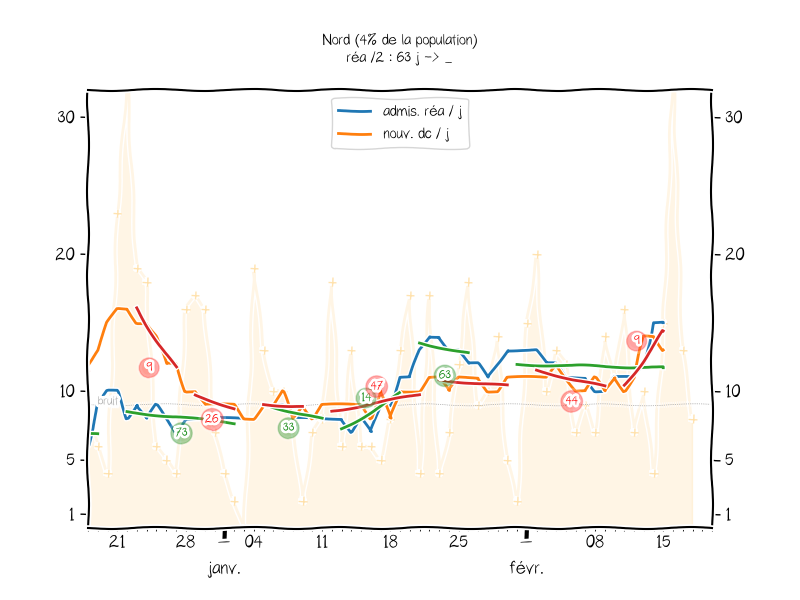 Nord (4% de la population)
réa /2 : 63 j -> _
admis. réa / j
nouv. dc / j
30 30
20 20
10 10
5 5
1 1
bruit
9
73
26
33
14
47
63
44
9
21 28 04 11 18 25 08 15
janv. févr.